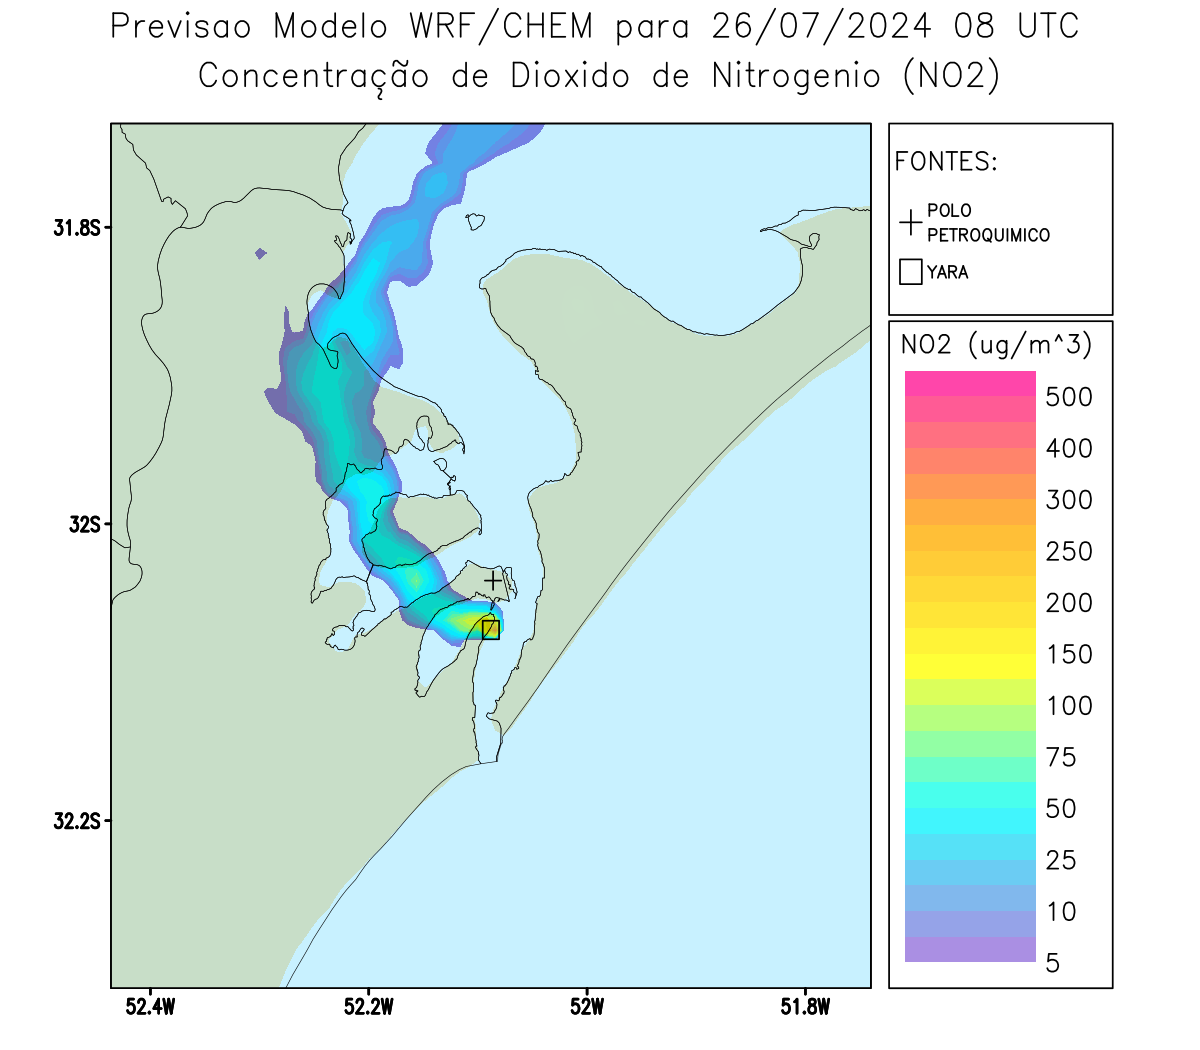 Previsao Modelo WRF/CHEM para 26/07/2024 08 UTC
Concentração de Dioxido de Nitrogenio (NO2)
FONTES:
POLO
PETROQUIMICO
YARA
NO2 (ug/m^3)
500
400
300
250
200
150
100
75
50
25
10
5
31.8S
32S
32.2S
52.4W
52.2W
52W
51.8W